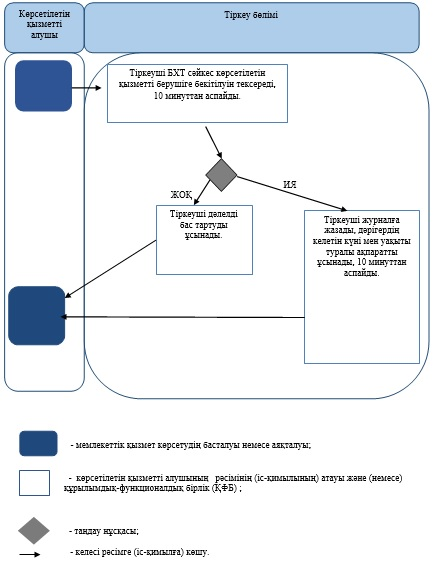 Көрсетілетін
қызметті
алушы
Тіркеу бөлімі
Тіркеуші БХТ сәйкес көрсетілетін
қызметті берушіге бекітілуін тексереді,
10 минуттан аспайды.
ЖОҚ
ИЯ
Тіркеуші дәлелді
бас тартуды
ұсынады.
Тіркеуші журналға
жазады, дәрігердің
келетін күні мен уақыты
туралы ақпаратты
ұсынады, 10 минуттан
аспайды.
- мемлекеттік қызмет көрсетудің басталуы немесе аяқталуы;
- көрсетілетін қызметті алушының рәсімінің (іс-қимылының) атауы және (немесе)
құрылымдық-функционалдық бірлік (ҚФБ) ;
- таңдау нұсқасы;
- келесі рәсімге (іс-қимылға) көшу.